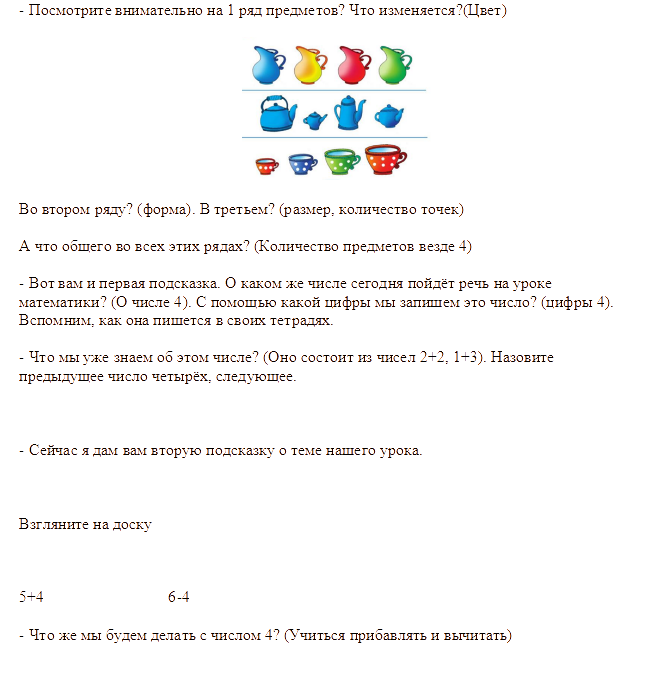 - Посмотрите внимательно на 1 ряд предметов? Что изменяется?(Цвет)
Во втором ряду? (форма). В третьем? (размер, количество точек)
А что общего во всех этих рядах? (Количество предметов везде 4)
- Вот вам и первая подсказка. О каком же числе сегодня пойдёт речь на уроке
математики? (О числе 4). С помощью какой цифры мы запишем это число? (цифры 4).
Вспомним, как она пишется в своих тетрадях.
- Что мы уже знаем об этом числе? (Оно состоит из чисел 2+2, 1+3). Назовите
предыдущее число четырёх, следующее.
- Сейчас я дам вам вторую подсказку о теме нашего урока.
Взгляните на доску
5+4 6-4
- Что же мы будем делать с числом 4? (Учиться прибавлять и вычитать)